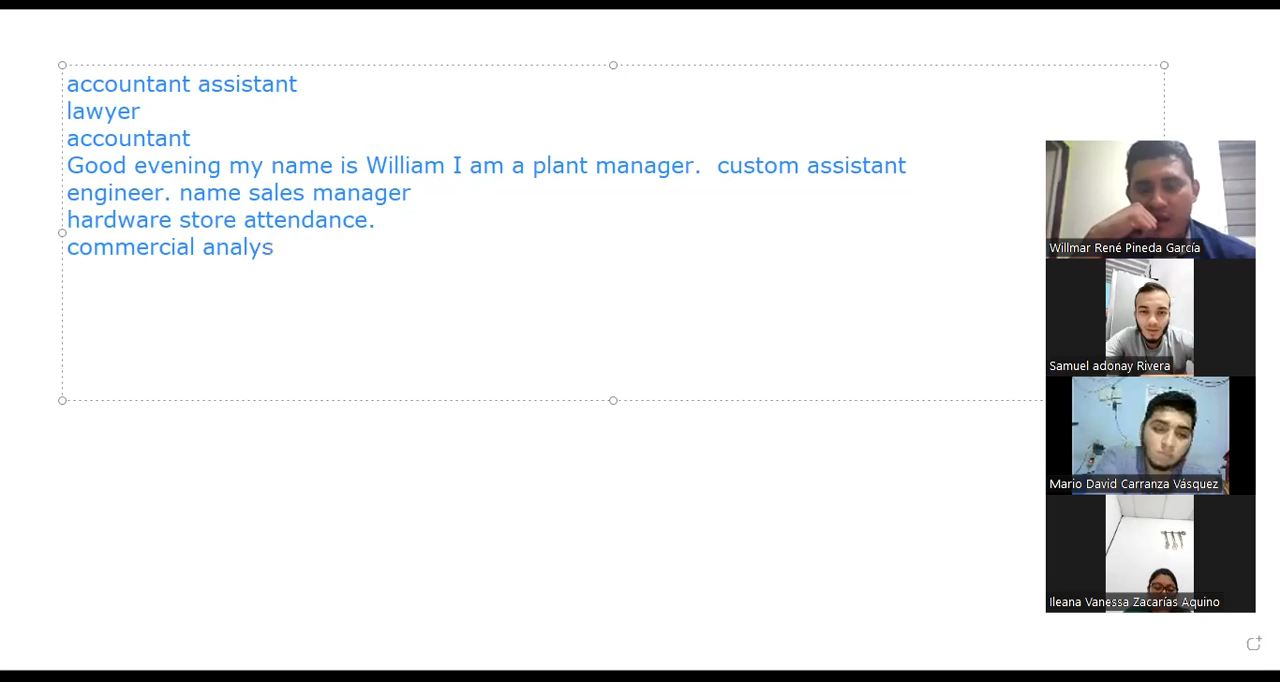 accountant assistant
lawyer
accountant
Good evening my name is William I am a plant manager.  custom assistant
engineer. name sales manager
hardware store attendance.
commercial analys
Willmar René Pineda García
Samuel adonay Rivera
Mario David Carranza Vásquez
Ileana Vanessa Zacarías Aquino